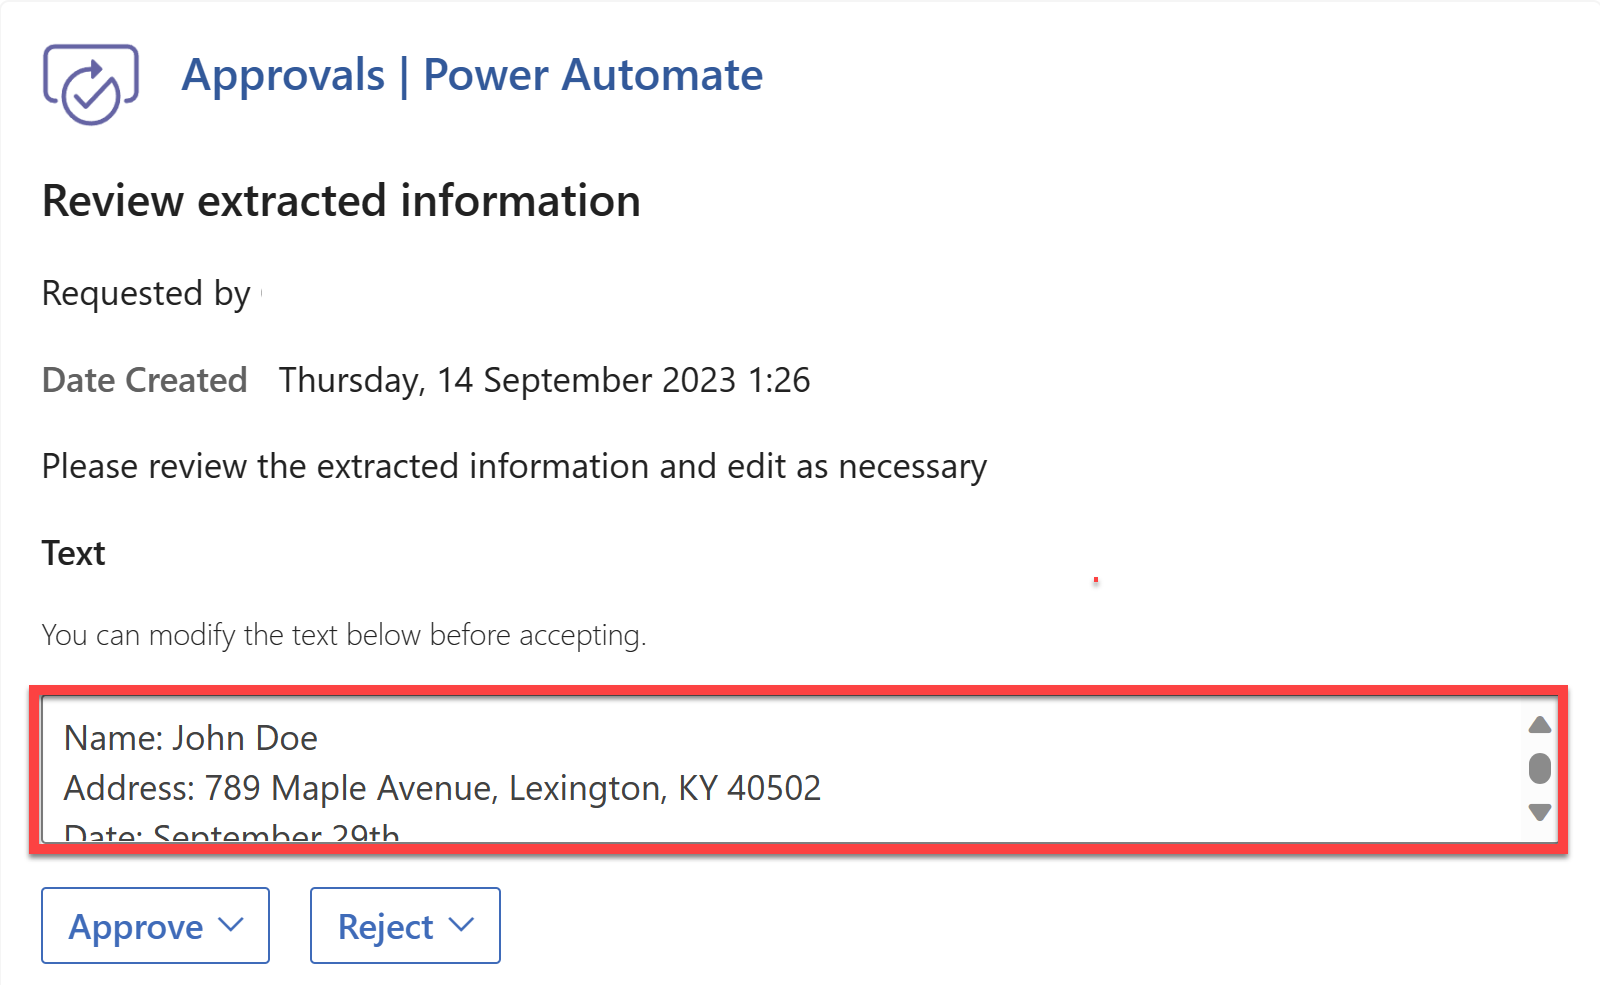 Approvals | Power Automate
Review extracted information
Requested by
Date Created Thursday, 14 September 2023 1:26
Please review the extracted information and edit as necessary
Text
You can modify the text below before accepting.
Name: John Doe
Address: 789 Maple Avenue, Lexington, KY 40502
Date: September 29th
Approve
Reject